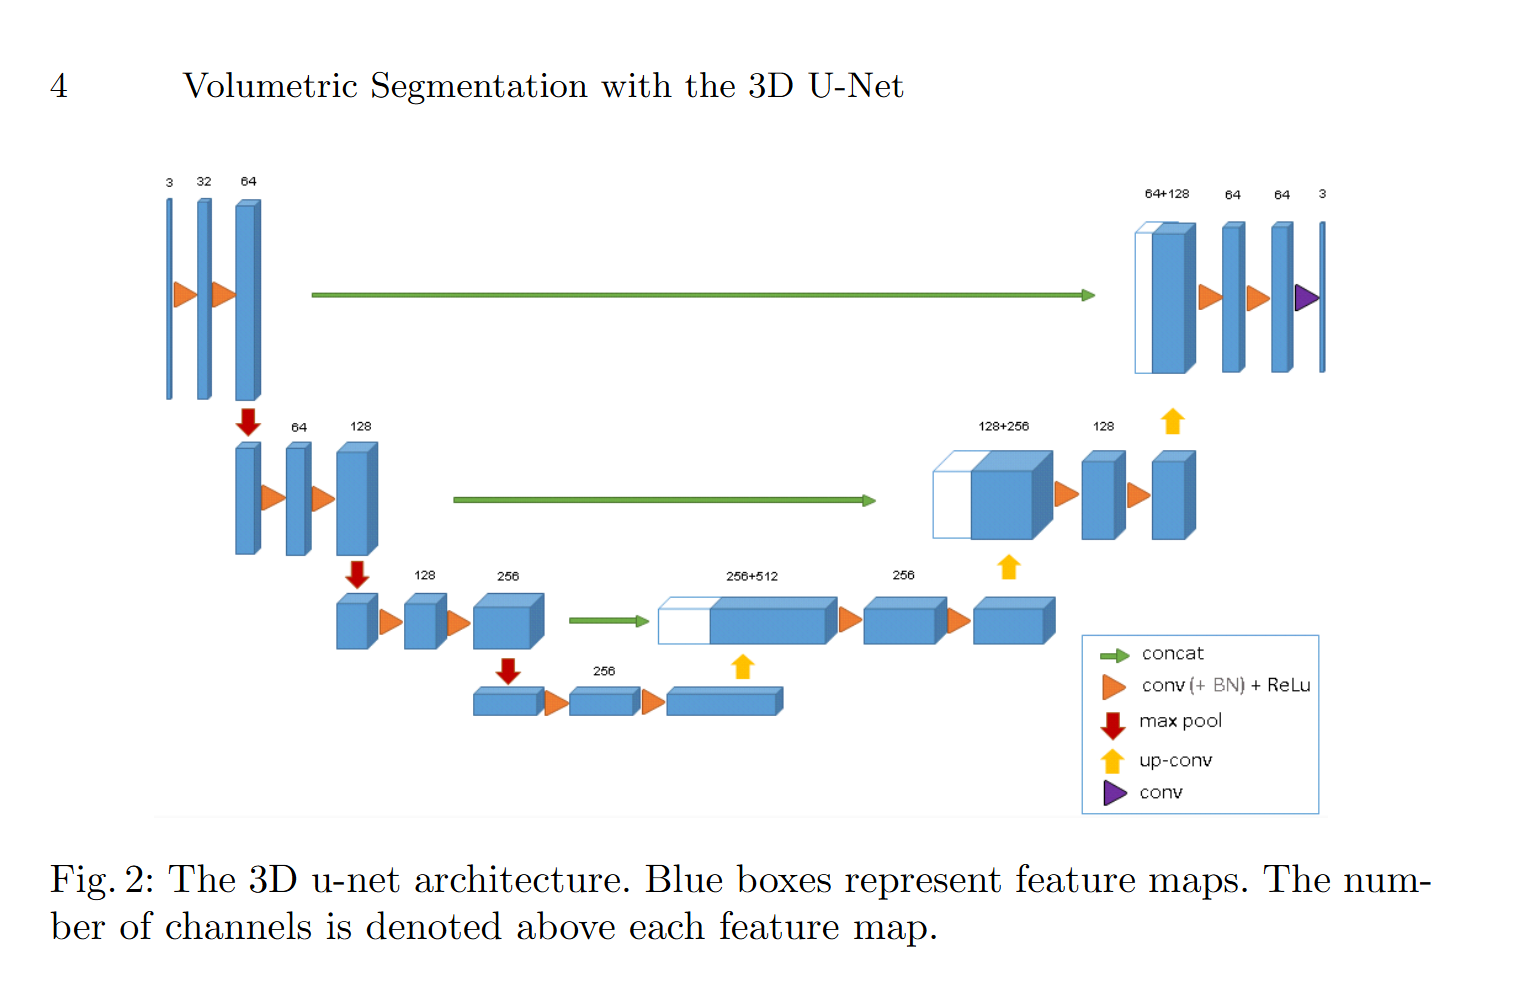 4 Volumetric Segmentation with the 3D U-Net
3 32 64
64+128 64 64 3
64 128
128+256 128
128 256
256+512 256
256
concat
conv (+ BN) + ReLu
max pool
up-conv
conv
Fig. 2: The 3D u-net architecture. Blue boxes represent feature maps. The num-
ber of channels is denoted above each feature map.